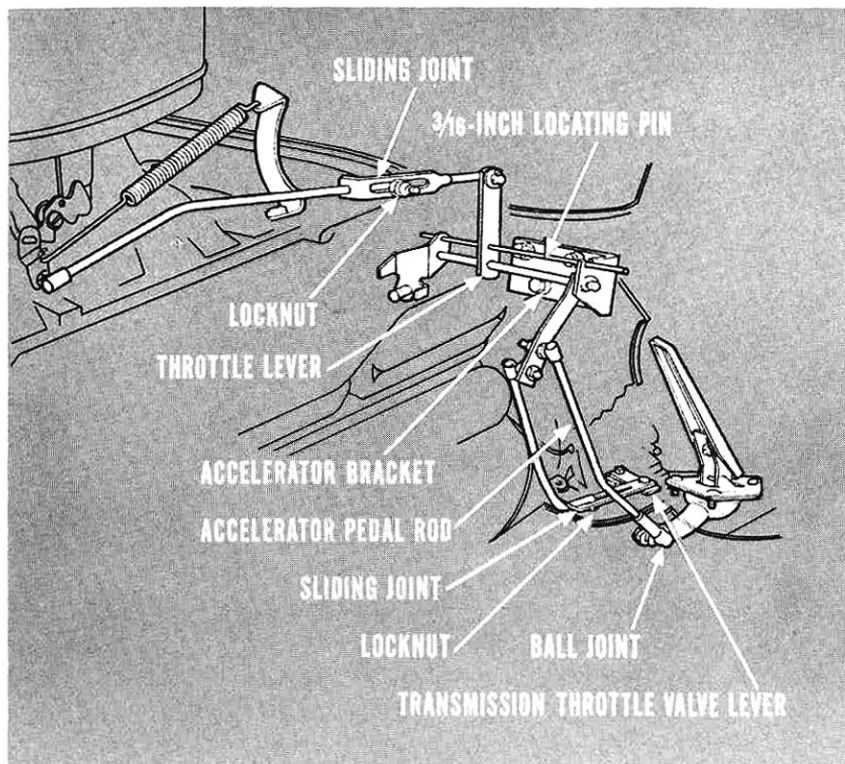 SLIDING JOINT
3/16-INCH LOCATING PIN
LOCKNUT
THROTTLE LEVER
ACCELERATOR BRACKET
ACCELERATOR PEDAL ROD
SLIDING JOINT
LOCKNUT
BALL JOINT
TRANSMISSION THROTTLE VALVE LEVER